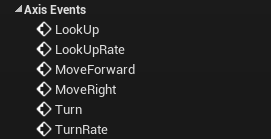 Axis Events
LookUp
LookUpRate
MoveForward
MoveRight
Turn
TurnRate